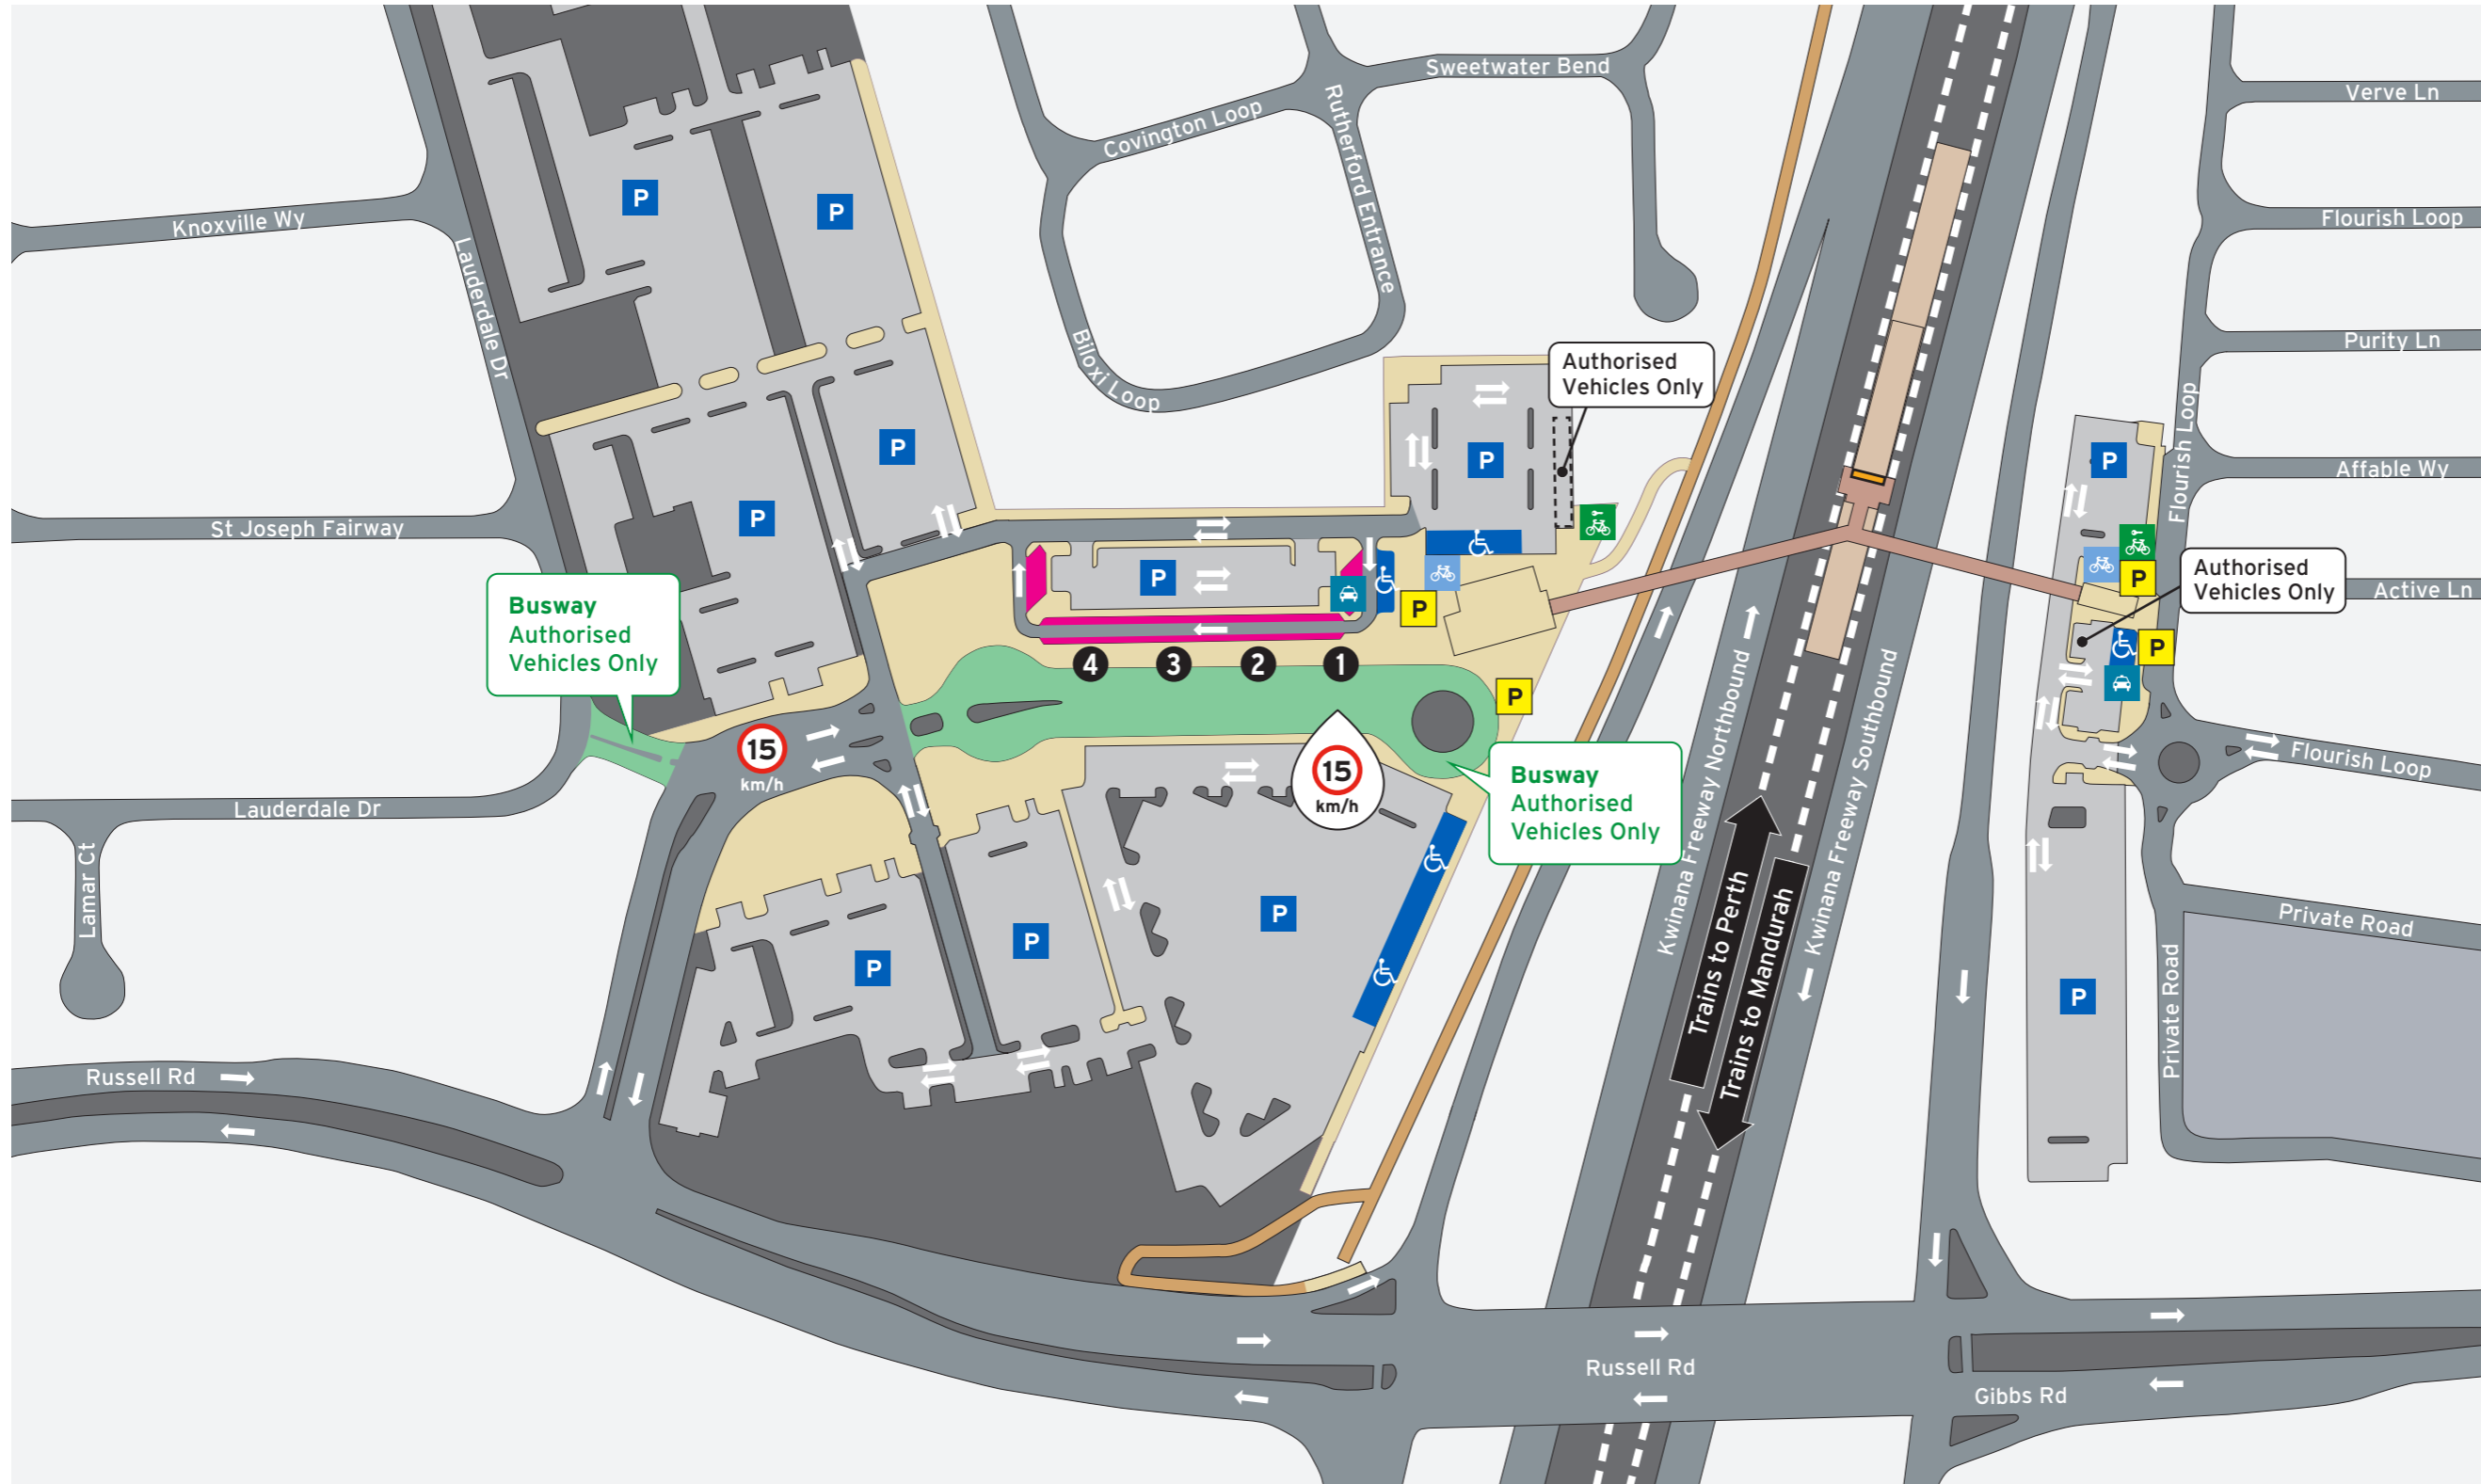 Sweetwater Bend
Verve Ln
Covington Loop
Rutherford Entrance
P
P
Knoxville Wy
Flourish Loop
Lauderdale Dr
Purity Ln
Biloxi Loop
Authorised
Vehicles Only
Flourish Loop
P
P
P
Affable Wy
St Joseph Fairway
P
P
Busway
Authorised
Vehicles Only
P
P
Authorised
Vehicles Only
Active Ln
4
3
2
1
P
P
15
km/h
15
km/h
Busway
Authorised
Vehicles Only
Kwinana Freeway Northbound
Kwinana Freeway Southbound
Flourish Loop
Lauderdale Dr
Lamar Ct
P
P
P
Trains to Perth
Trains to Mandurah
Private Road
Private Road
P
Russell Rd
Russell Rd
Gibbs Rd